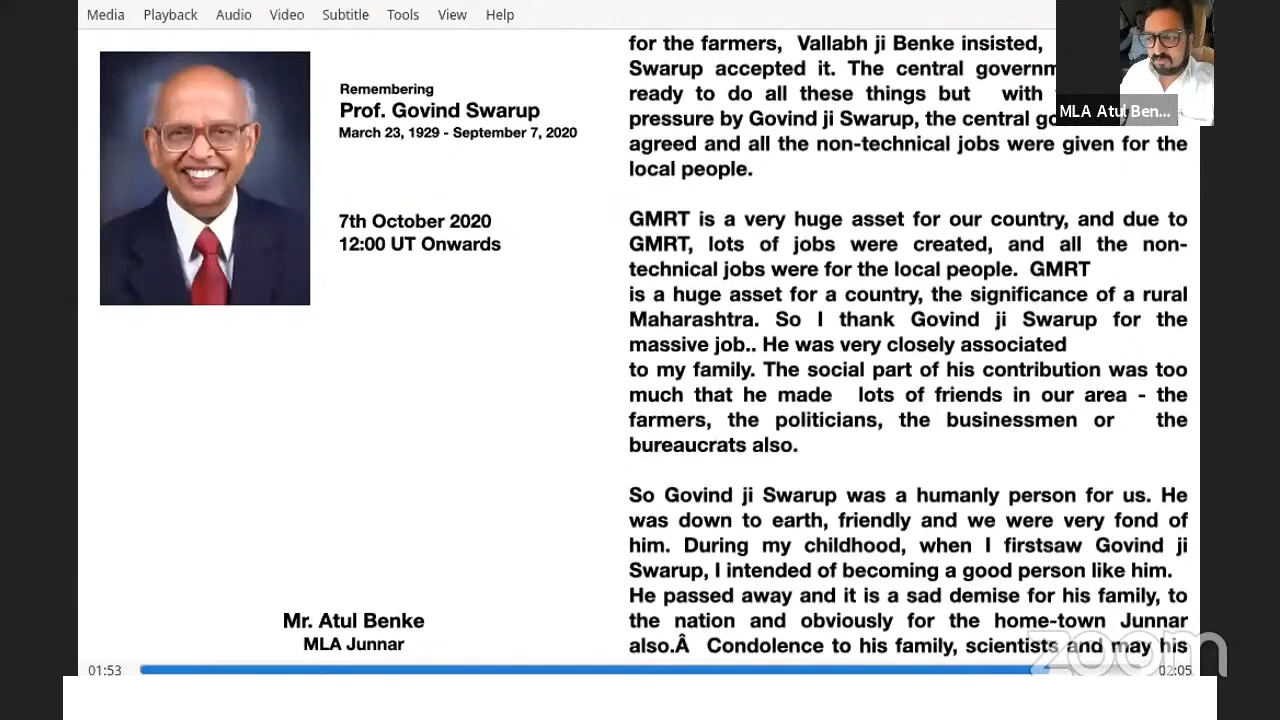 Media Playback Audio Video Subtitle Tools View Help
Remembering
Prof. Govind Swarup
March 23, 1929 - September 7, 2020
7th October 2020
12:00 UT Onwards
Mr. Atul Benke
MLA Junnar
for the farmers, Vallabh ji Benke insisted,
Swarup accepted it. The central governm
ready to do all these things but with
pressure by Govind ji Swarup, the central go
agreed and all the non-technical jobs were given for the
local people.
GMRT is a very huge asset for our country, and due to
GMRT, lots of jobs were created, and all the non-
technical jobs were for the local people. GMRT
is a huge asset for a country, the significance of a rural
Maharashtra. So I thank Govind ji Swarup for the
massive job.. He was very closely associated
to my family. The social part of his contribution was too
much that he made lots of friends in our area - the
farmers, the politicians, the businessmen or the
bureaucrats also.
So Govind ji Swarup was a humanly person for us. He
was down to earth, friendly and we were very fond of
him. During my childhood, when I firstsaw Govind ji
Swarup, I intended of becoming a good person like him.
He passed away and it is a sad demise for his family, to
the nation and obviously for the home-town Junnar
also.Â Condolence to his family, scientists and may his
MLA Atul Ben...
zoom
01:53
02:05